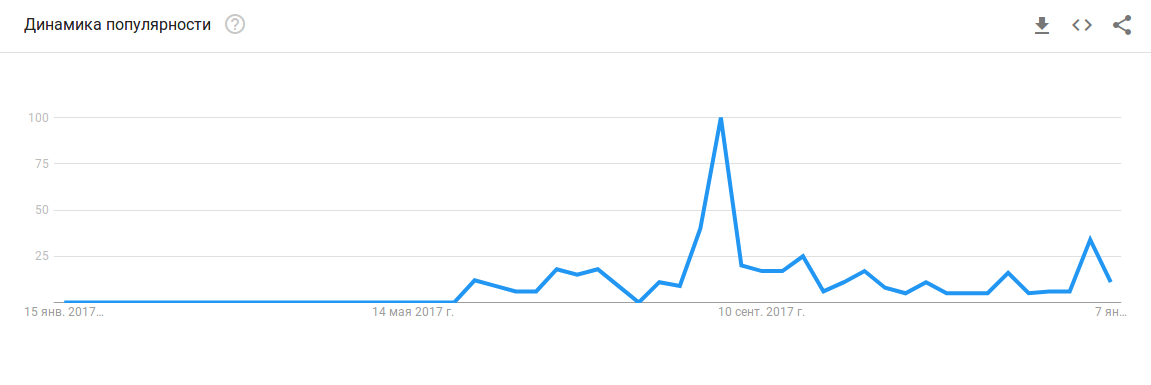 Динамика популярности ?
100
75
50
25
15 янв. 2017…
14 мая 2017 г.
10 сент. 2017 г.
7 ян…